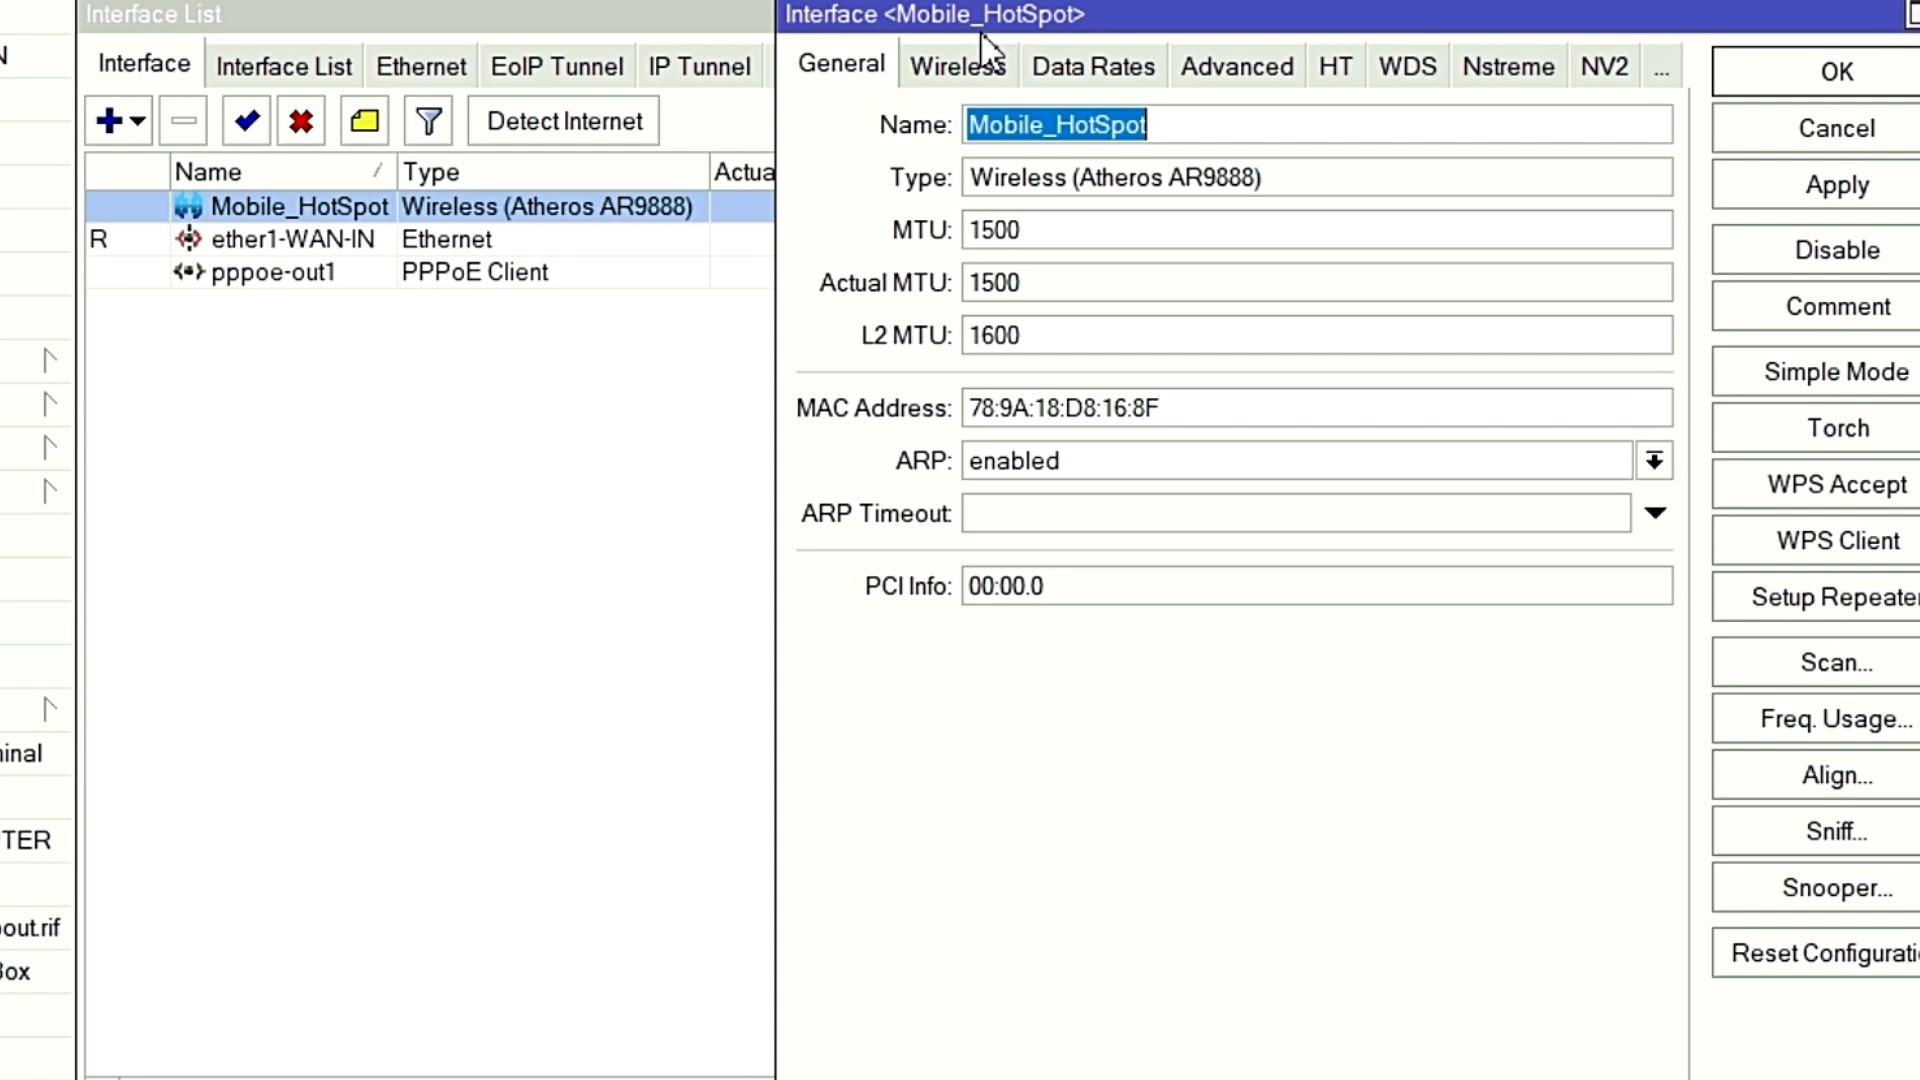 N
minal
TER
out.rif
Box
Interface List
Interface Interface List Ethernet EoIP Tunnel IP Tunnel
Detect Internet
Name Type Actua
Mobile_HotSpot Wireless (Atheros AR9888)
R ether1-WAN-IN Ethernet
pppoe-out1 PPPoE Client
Interface <Mobile_HotSpot>
General Wireless Data Rates Advanced HT WDS Nstreme NV2 ...
Name: Mobile_HotSpot
Type: Wireless (Atheros AR9888)
MTU: 1500
Actual MTU: 1500
L2 MTU: 1600
MAC Address: 78:9A:18:D8:16:8F
ARP: enabled
ARP Timeout:
PCI Info: 00:00.0
OK
Cancel
Apply
Disable
Comment
Simple Mode
Torch
WPS Accept
WPS Client
Setup Repeater
Scan...
Freq. Usage...
Align...
Sniff...
Snooper...
Reset Configurati